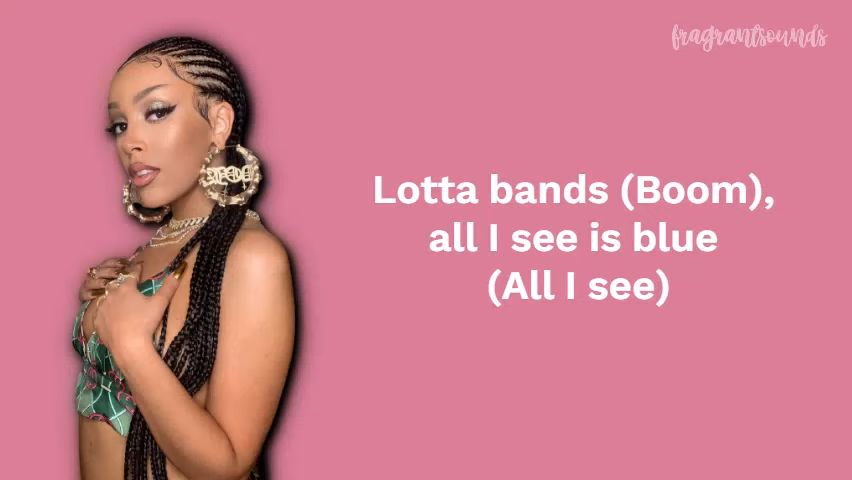 fragrantsounds
Lotta bands (Boom),
all I see is blue
(All I see)